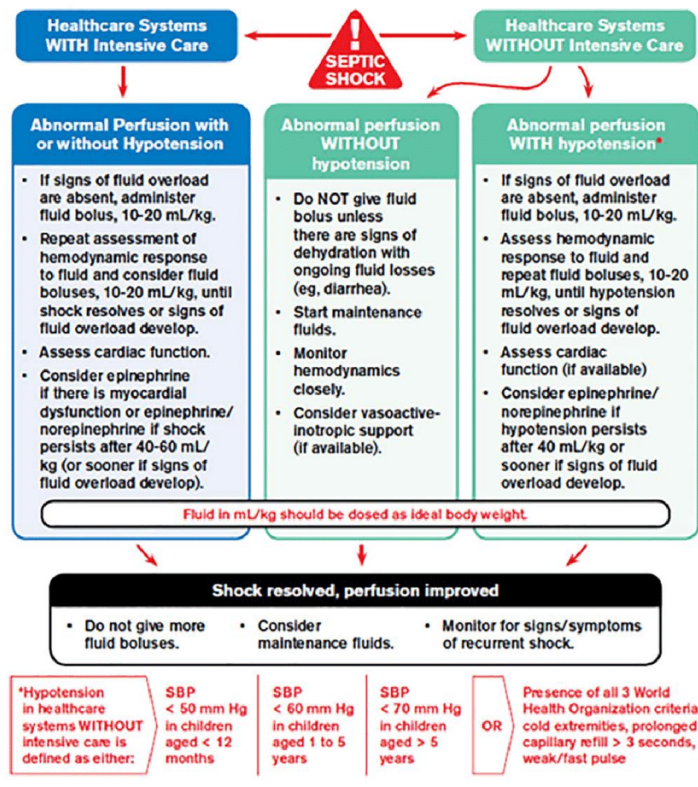 Healthcare Systems
WITH Intensive Care
!
SEPTIC
SHOCK
Healthcare Systems
WITHOUT Intensive Care
Abnormal Perfusion with
or without Hypotension
• If signs of fluid overload
are absent, administer
fluid bolus, 10-20 mL/kg.
• Repeat assessment of
hemodynamic response
to fluid and consider fluid
boluses, 10-20 mL/kg, until
shock resolves or signs of
fluid overload develop.
• Assess cardiac function.
• Consider epinephrine
if there is myocardial
dysfunction or epinephrine/
norepinephrine if shock
persists after 40-60 mL/
kg (or sooner if signs of
fluid overload develop).
Abnormal perfusion
WITHOUT
hypotension
• Do NOT give fluid
bolus unless
there are signs of
dehydration with
ongoing fluid losses
(eg, diarrhea).
• Start maintenance
fluids.
• Monitor
hemodynamics
closely.
• Consider vasoactive-
inotropic support
(if available).
Abnormal perfusion
WITH hypotension*
• If signs of fluid overload
are absent, administer
fluid bolus, 10-20 mL/kg.
• Assess hemodynamic
response to fluid and
repeat fluid boluses, 10-20
mL/kg, until hypotension
resolves or signs of
fluid overload develop.
• Assess cardiac
function (if available)
• Consider epinephrine/
norepinephrine if
hypotension persists
after 40 mL/kg or
sooner if signs of fluid
overload develop.
Fluid in mL/kg should be dosed as ideal body weight.
Shock resolved, perfusion improved
• Do not give more
fluid boluses.
• Consider
maintenance fluids.
• Monitor for signs/symptoms
of recurrent shock.
*Hypotension
in healthcare
systems WITHOUT
intensive care is
defined as either:
SBP
< 50 mm Hg
in children
aged < 12
months
SBP
< 60 mm Hg
in children
aged 1 to 5
years
SBP
< 70 mm Hg
in children
aged > 5
years
OR
Presence of all 3 World
Health Organization criteria
cold extremities, prolonged
capillary refill > 3 seconds,
weak/fast pulse